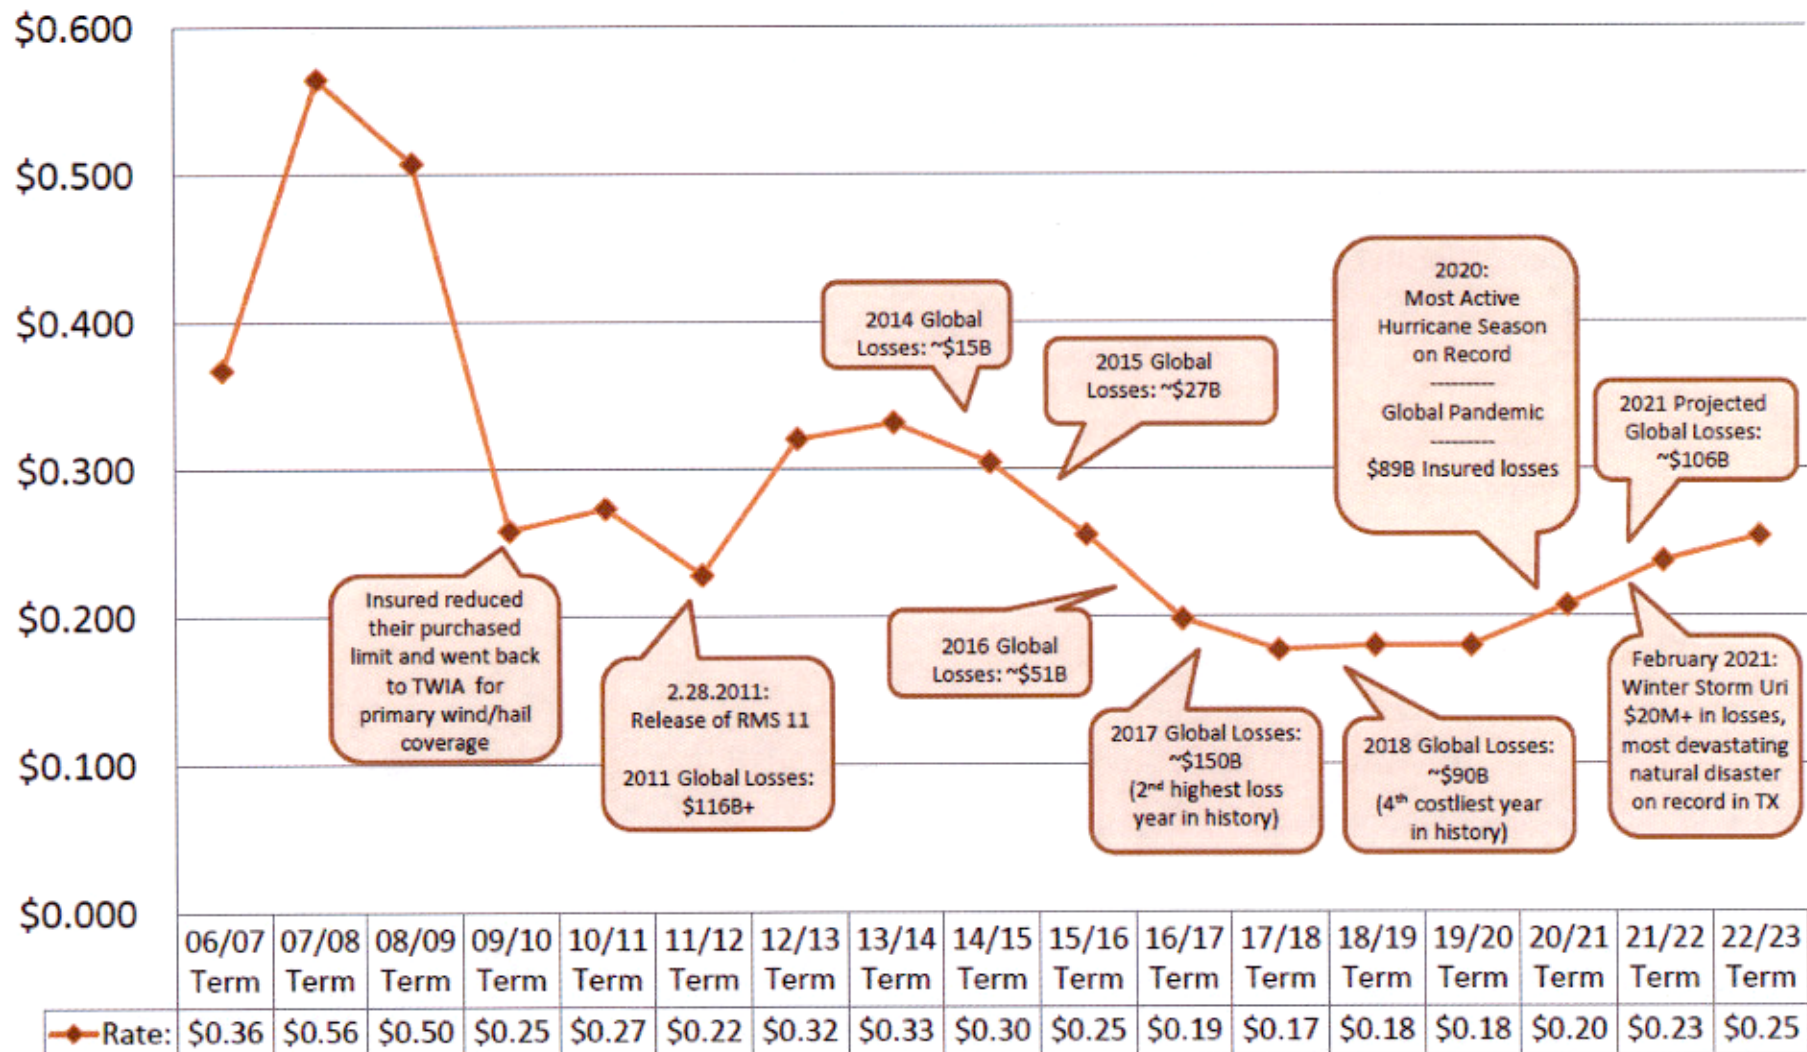 $0.600
$0.500
$0.400
$0.300
$0.200
$0.100
$0.000
Insured reduced
their purchased
limit and went back
to TWIA for
primary wind/hail
coverage
2.28.2011:
Release of RMS 11
2011 Global Losses:
$116B+
2014 Global
Losses: ~$15B
2015 Global
Losses: ~$27B
2016 Global
Losses: ~$51B
2017 Global Losses:
~$150B
(2nd highest loss
year in history)
2018 Global Losses:
~$90B
(4th costliest year
in history)
2020:
Most Active
Hurricane Season
on Record
---------
Global Pandemic
---------
$89B Insured losses
2021 Projected
Global Losses:
~$106B
February 2021:
Winter Storm Uri
$20M+ in losses,
most devastating
natural disaster
on record in TX
06/07 07/08 08/09 09/10 10/11 11/12 12/13 13/14 14/15 15/16 16/17 17/18 18/19 19/20 20/21 21/22 22/23
Term Term Term Term Term Term Term Term Term Term Term Term Term Term Term Term Term
Rate: $0.36 $0.56 $0.50 $0.25 $0.27 $0.22 $0.32 $0.33 $0.30 $0.25 $0.19 $0.17 $0.18 $0.18 $0.20 $0.23 $0.25